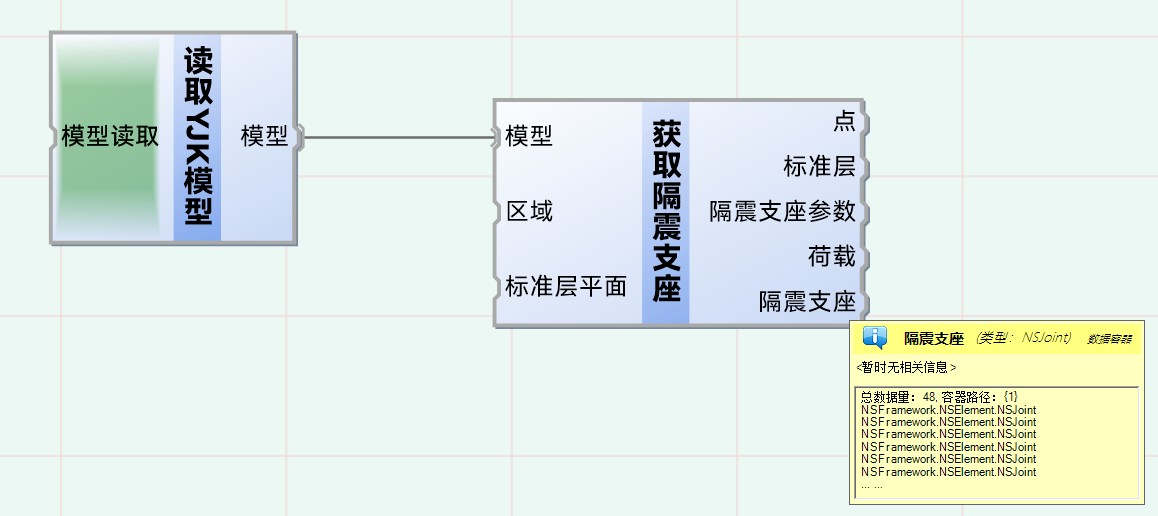 模型读取
读取YJK模型
模型
模型
区域
标准层平面
获取隔震支座
点
标准层
隔震支座参数
荷载
隔震支座
隔震支座 (类型: NSJoint) 数据容器
<暂时无相关信息>
总数据量: 48, 容器路径: {1}
NSFramework.NSElement.NSJoint
NSFramework.NSElement.NSJoint
NSFramework.NSElement.NSJoint
NSFramework.NSElement.NSJoint
NSFramework.NSElement.NSJoint
NSFramework.NSElement.NSJoint
... ...